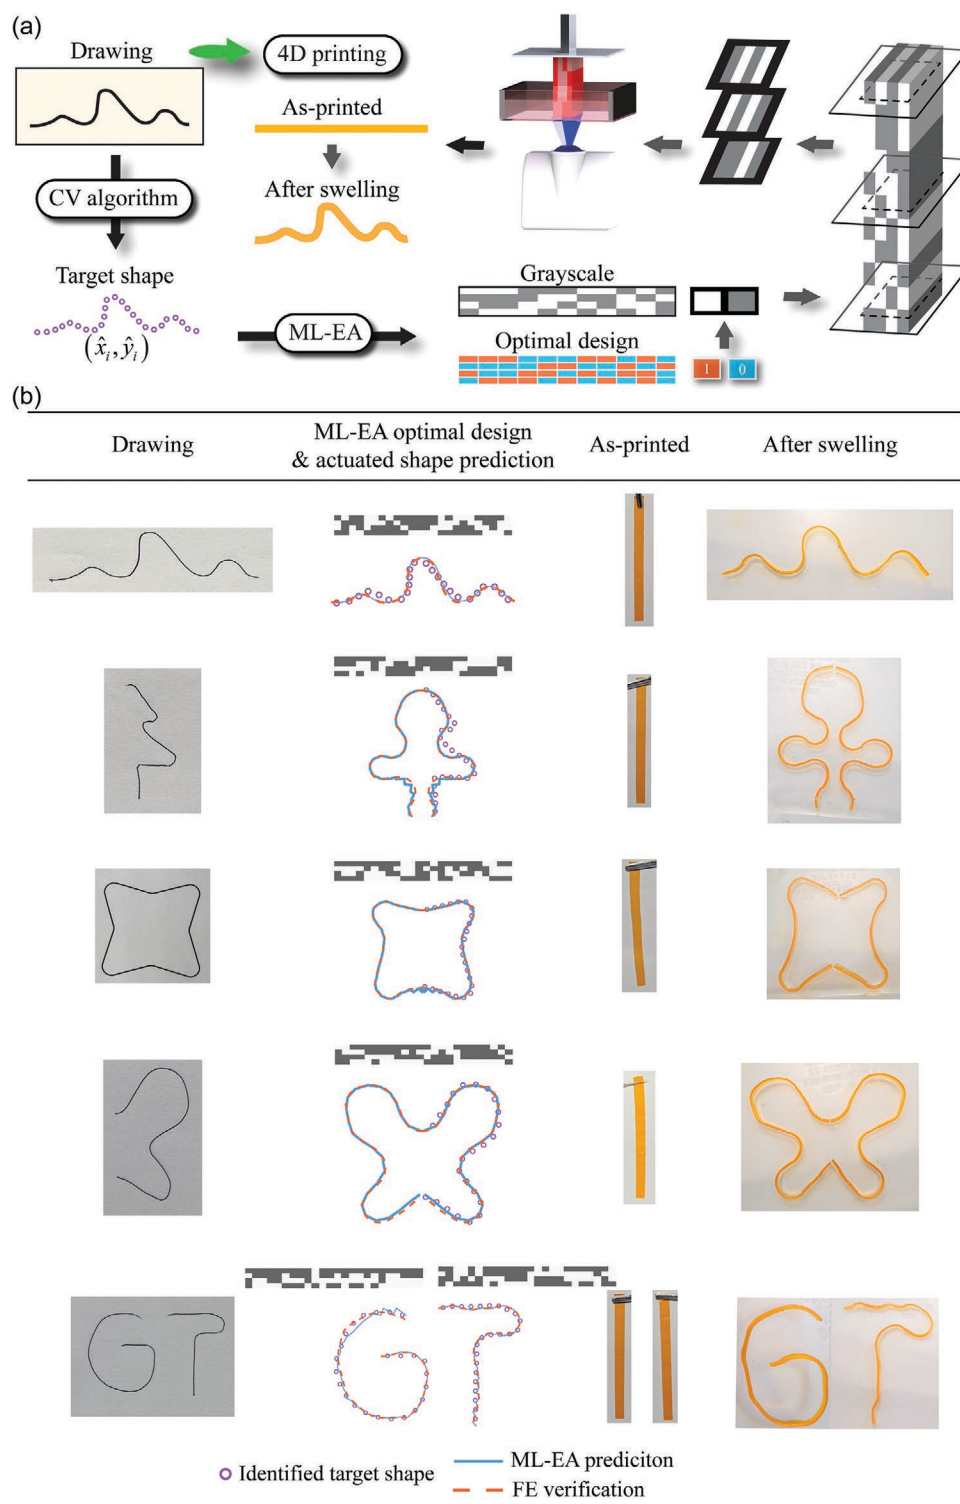 (a)
Drawing
4D printing
As-printed
After swelling
CV algorithm
Target shape
(x̂ᵢ, ŷᵢ)
ML-EA
Grayscale
Optimal design
1 0
(b)
Drawing
ML-EA optimal design
& actuated shape prediction
As-printed
After swelling
G T
Identified target shape
ML-EA prediciton
FE verification